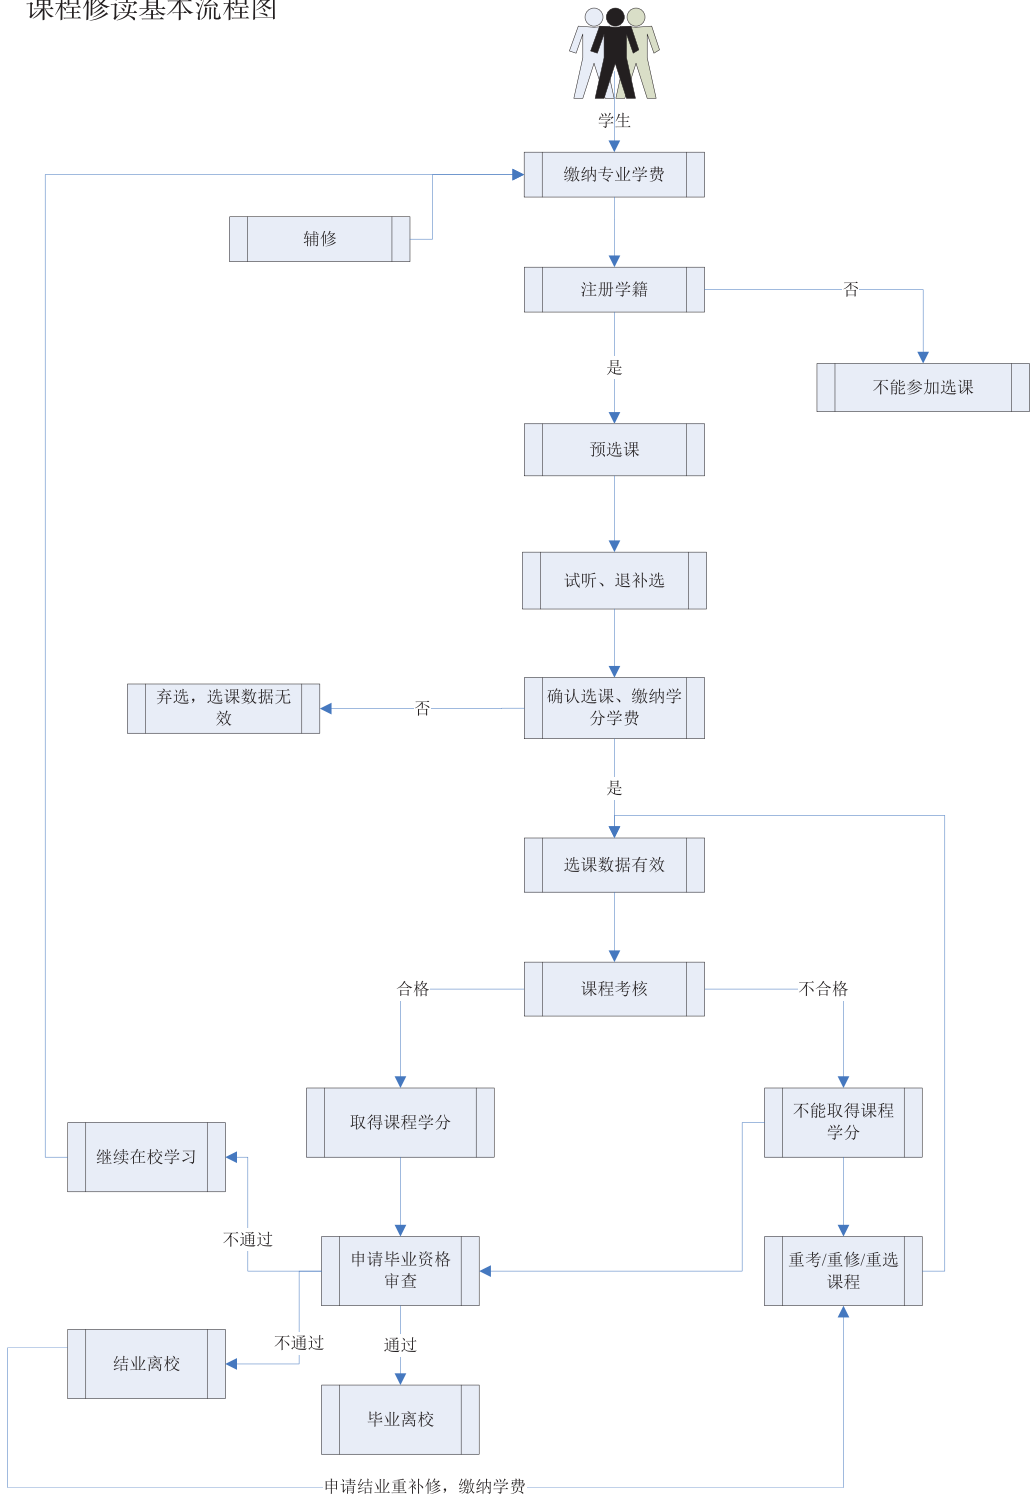 课程修读基本流程图
学生
缴纳专业学费
辅修
注册学籍
否
是
不能参加选课
预选课
试听、退补选
确认选课、缴纳学
分学费
否
弃选，选课数据无
效
是
选课数据有效
课程考核
合格
不合格
取得课程学分
不能取得课程
学分
继续在校学习
不通过
申请毕业资格
审查
重考/重修/重选
课程
不通过
通过
结业离校
毕业离校
申请结业重补修，缴纳学费